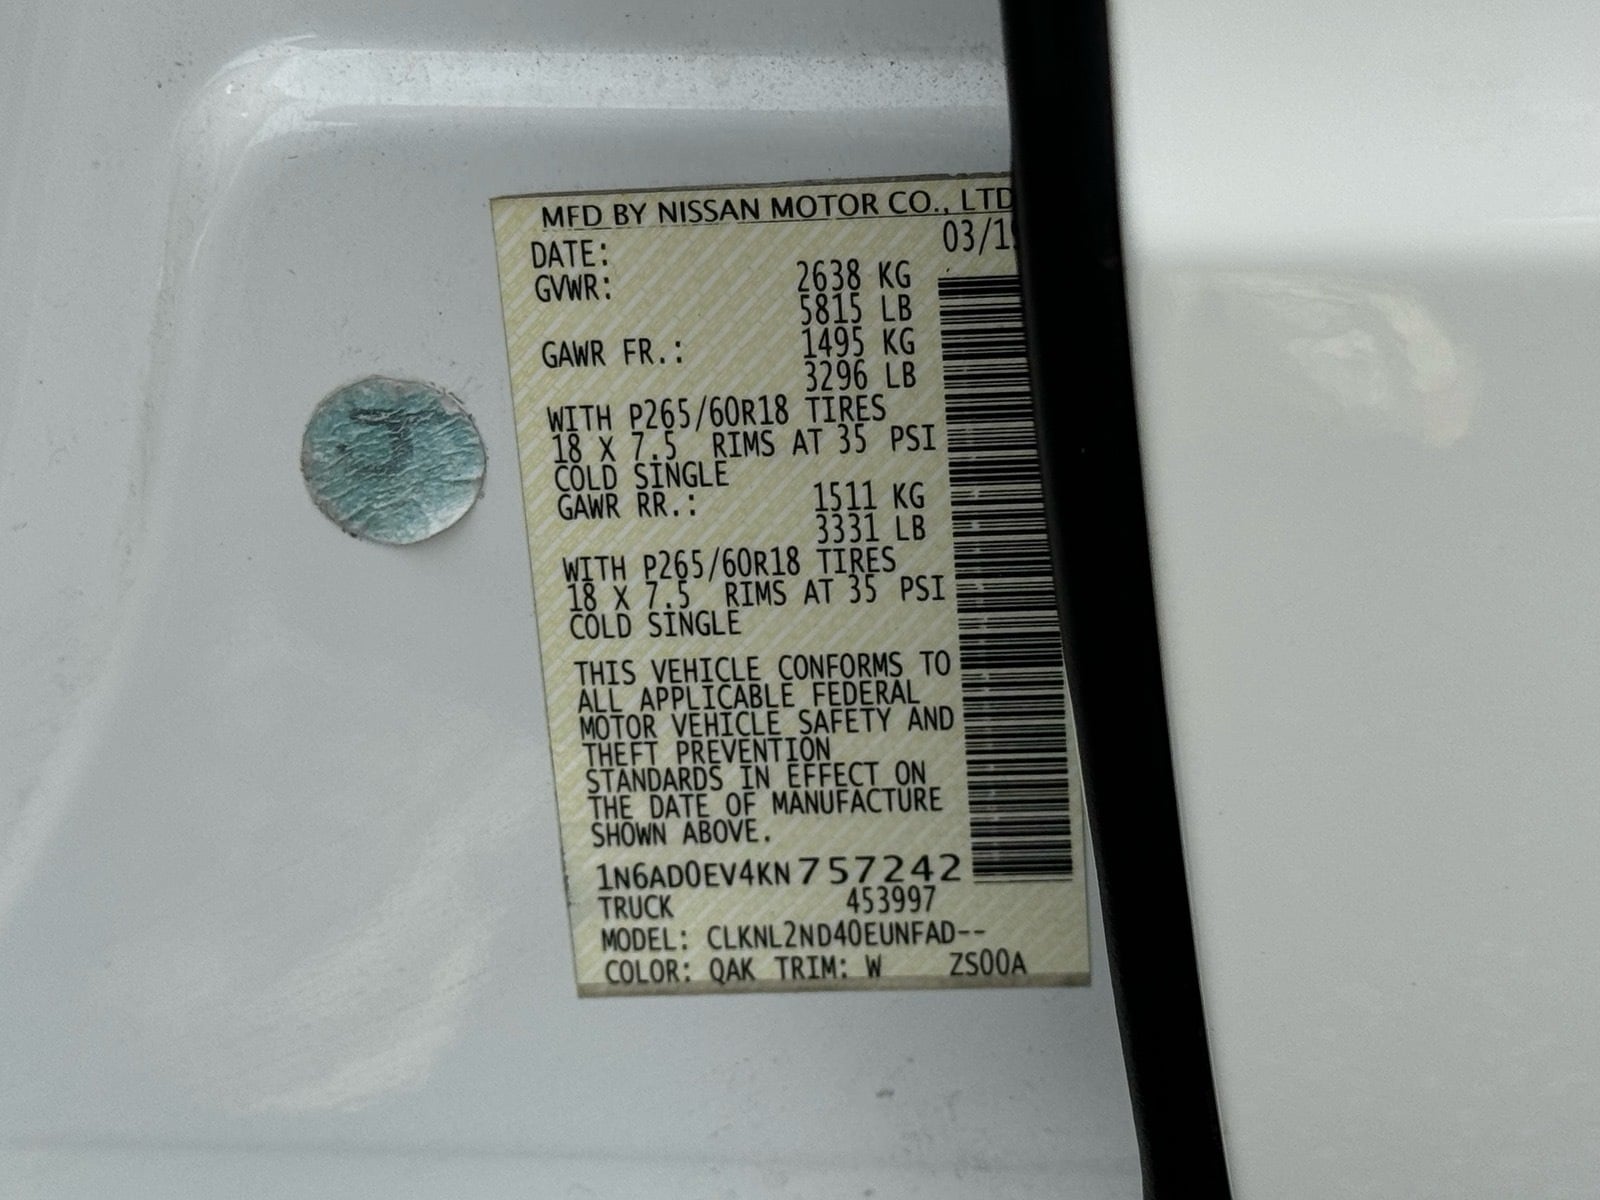 MFD BY NISSAN MOTOR CO., LTD
DATE: 03/1
GVWR: 2638 KG
5815 LB
GAWR FR.: 1495 KG
3296 LB
WITH P265/60R18 TIRES
18 X 7.5 RIMS AT 35 PSI
COLD SINGLE
GAWR RR.: 1511 KG
3331 LB
WITH P265/60R18 TIRES
18 X 7.5 RIMS AT 35 PSI
COLD SINGLE
THIS VEHICLE CONFORMS TO
ALL APPLICABLE FEDERAL
MOTOR VEHICLE SAFETY AND
THEFT PREVENTION
STANDARDS IN EFFECT ON
THE DATE OF MANUFACTURE
SHOWN ABOVE.
1N6AD0EV4KN757242
TRUCK 453997
MODEL: CLKNL2ND40EUNFAD--
COLOR: QAK TRIM: W ZS00A